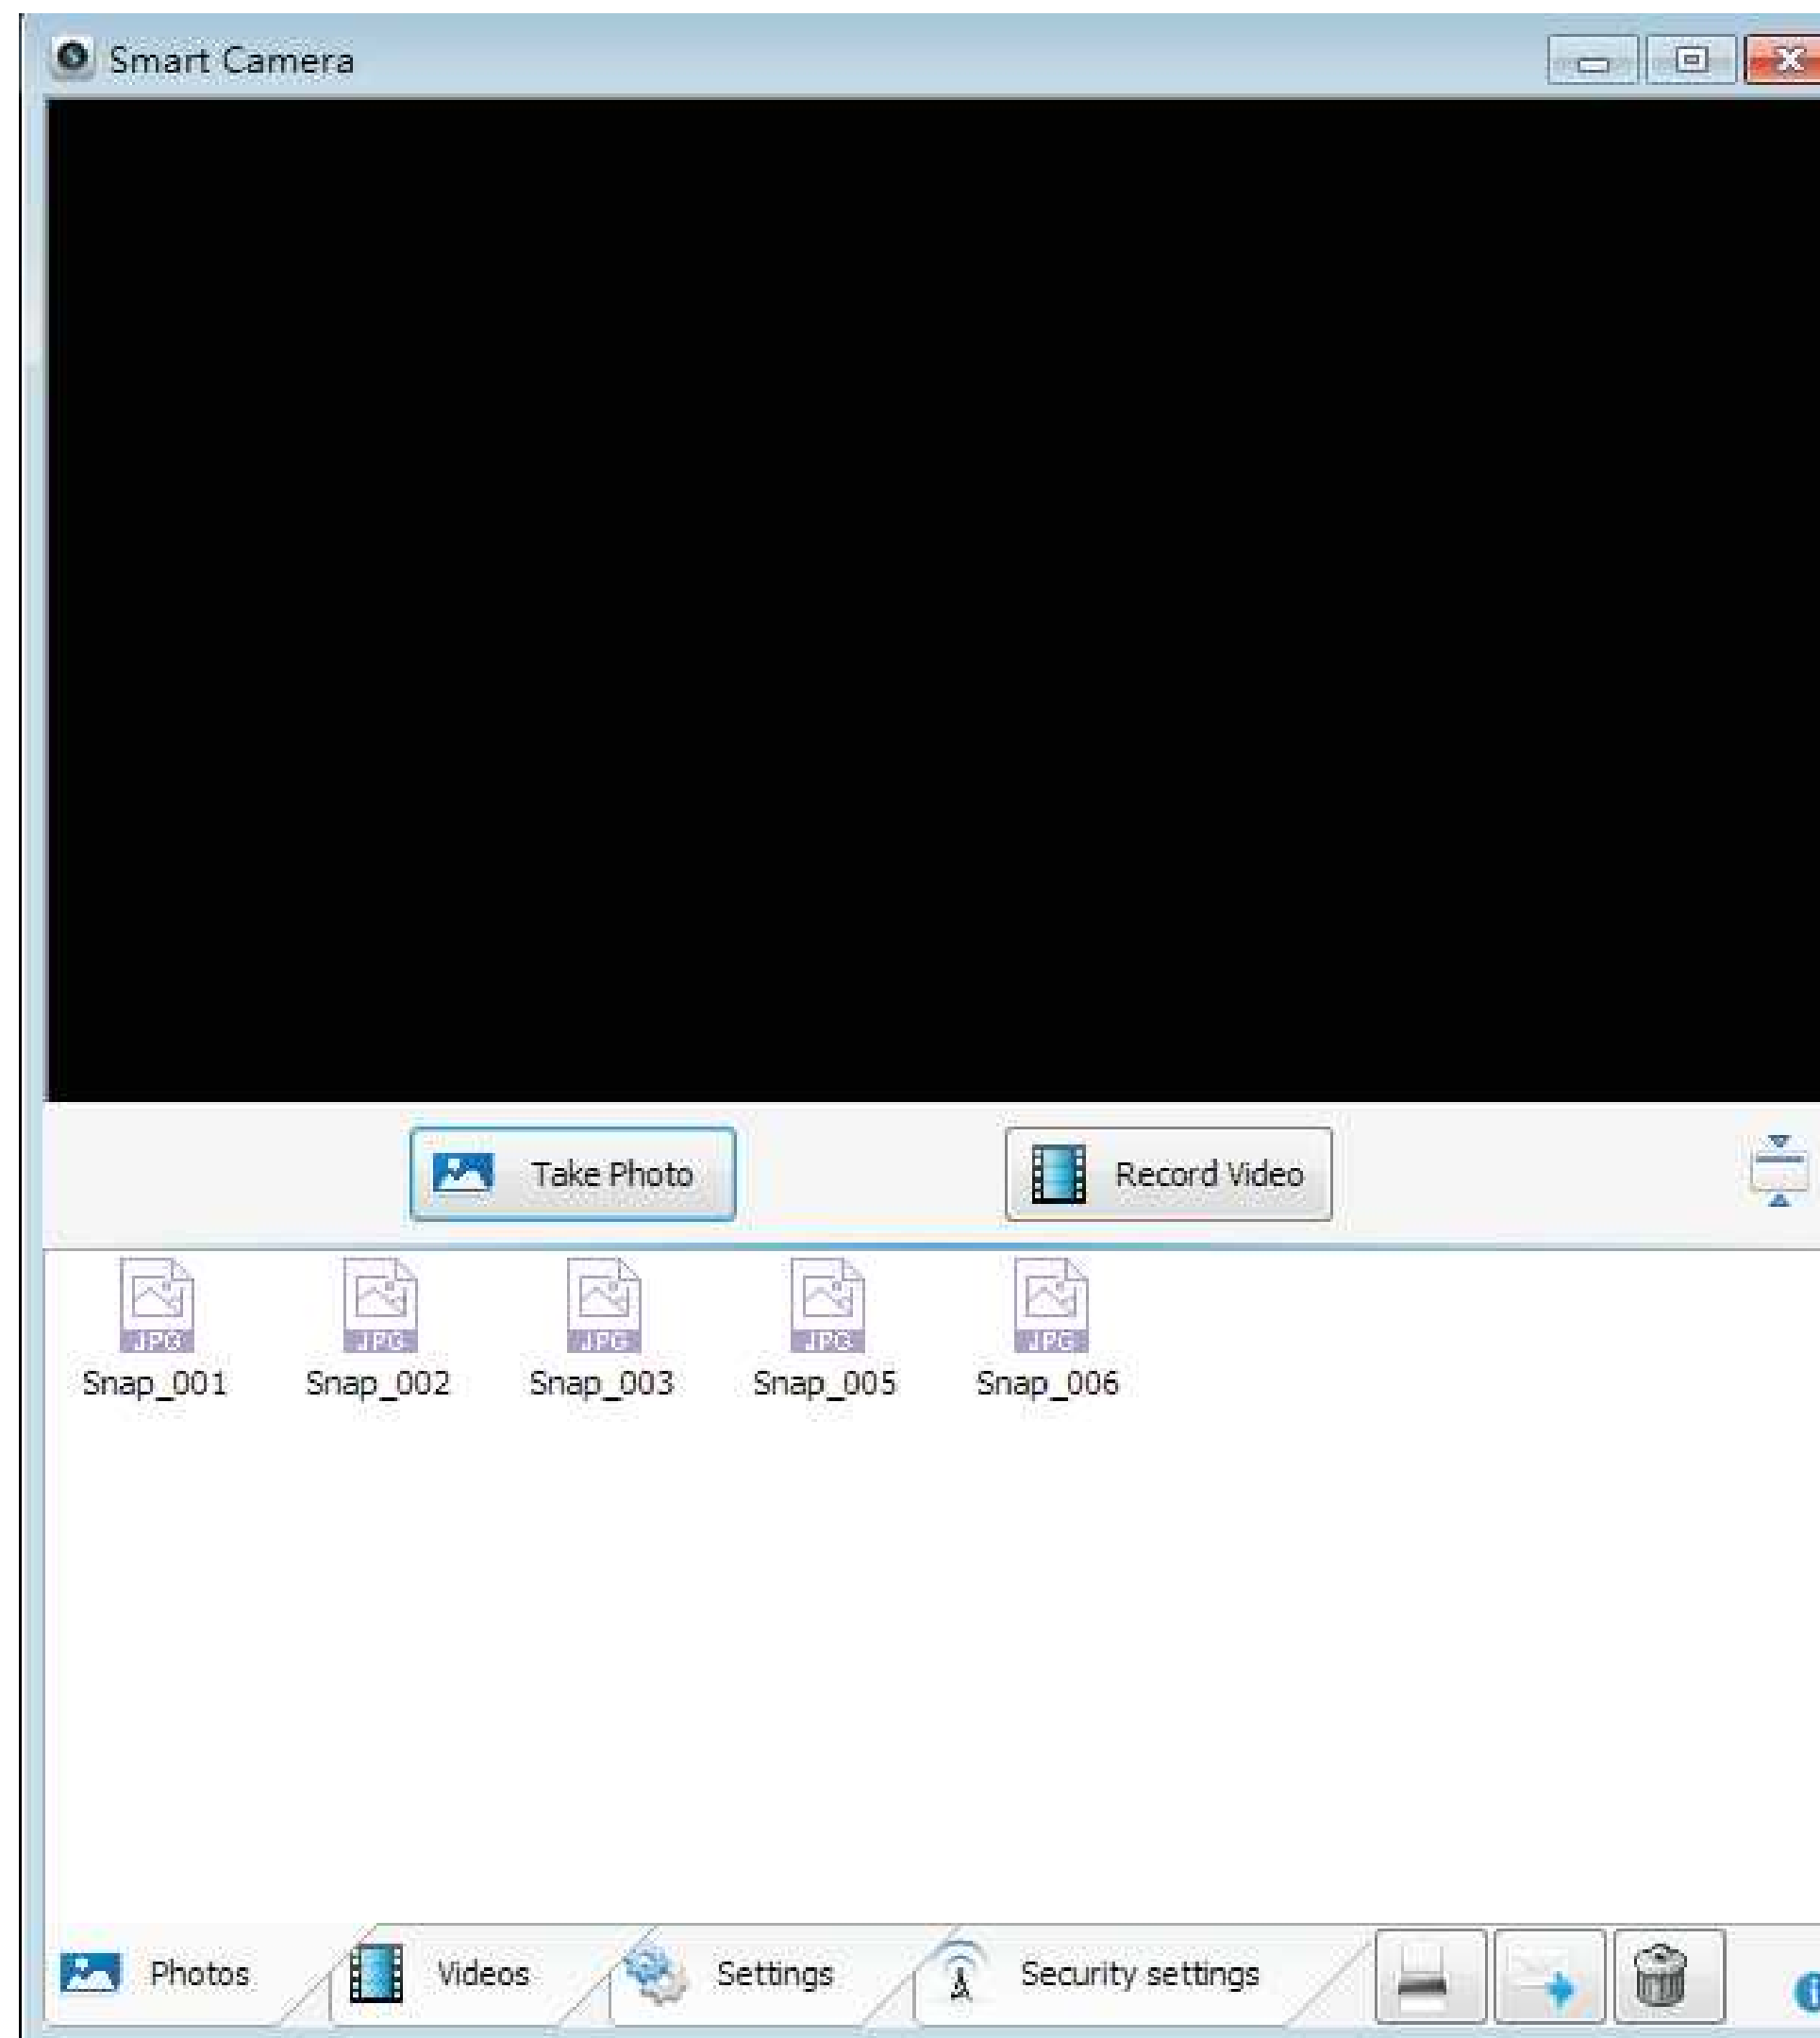 Smart Camera
Take Photo Record Video
JPG JPG JPG JPG JPG
Snap_001 Snap_002 Snap_003 Snap_005 Snap_006
Photos Videos Settings Security settings